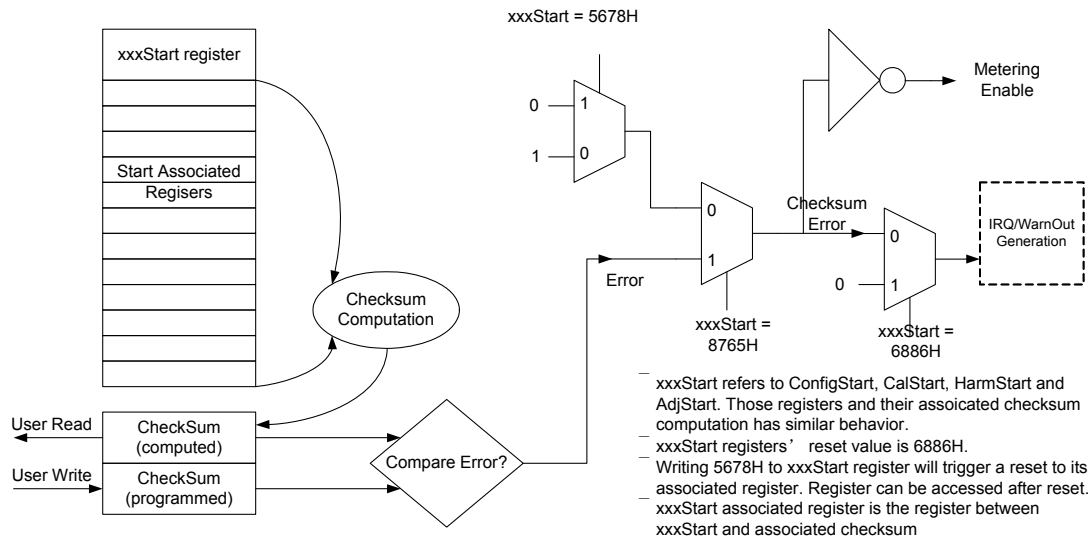 xxxStart = 5678H
xxxStart register
Start Associated
Regisers
0
1
1
0
Metering
Enable
0
1
Checksum
Error
0
1
0
IRQ/WarnOut
Generation
Checksum
Computation
Error
xxxStart =
8765H
xxxStart =
6886H
User Read
CheckSum
(computed)
User Write
CheckSum
(programmed)
Compare Error?
xxxStart refers to ConfigStart, CalStart, HarmStart and
AdjStart. Those registers and their assoicated checksum
computation has similar behavior.
xxxStart registers’ reset value is 6886H.
Writing 5678H to xxxStart register will trigger a reset to its
associated register. Register can be accessed after reset.
xxxStart associated register is the register between
xxxStart and associated checksum